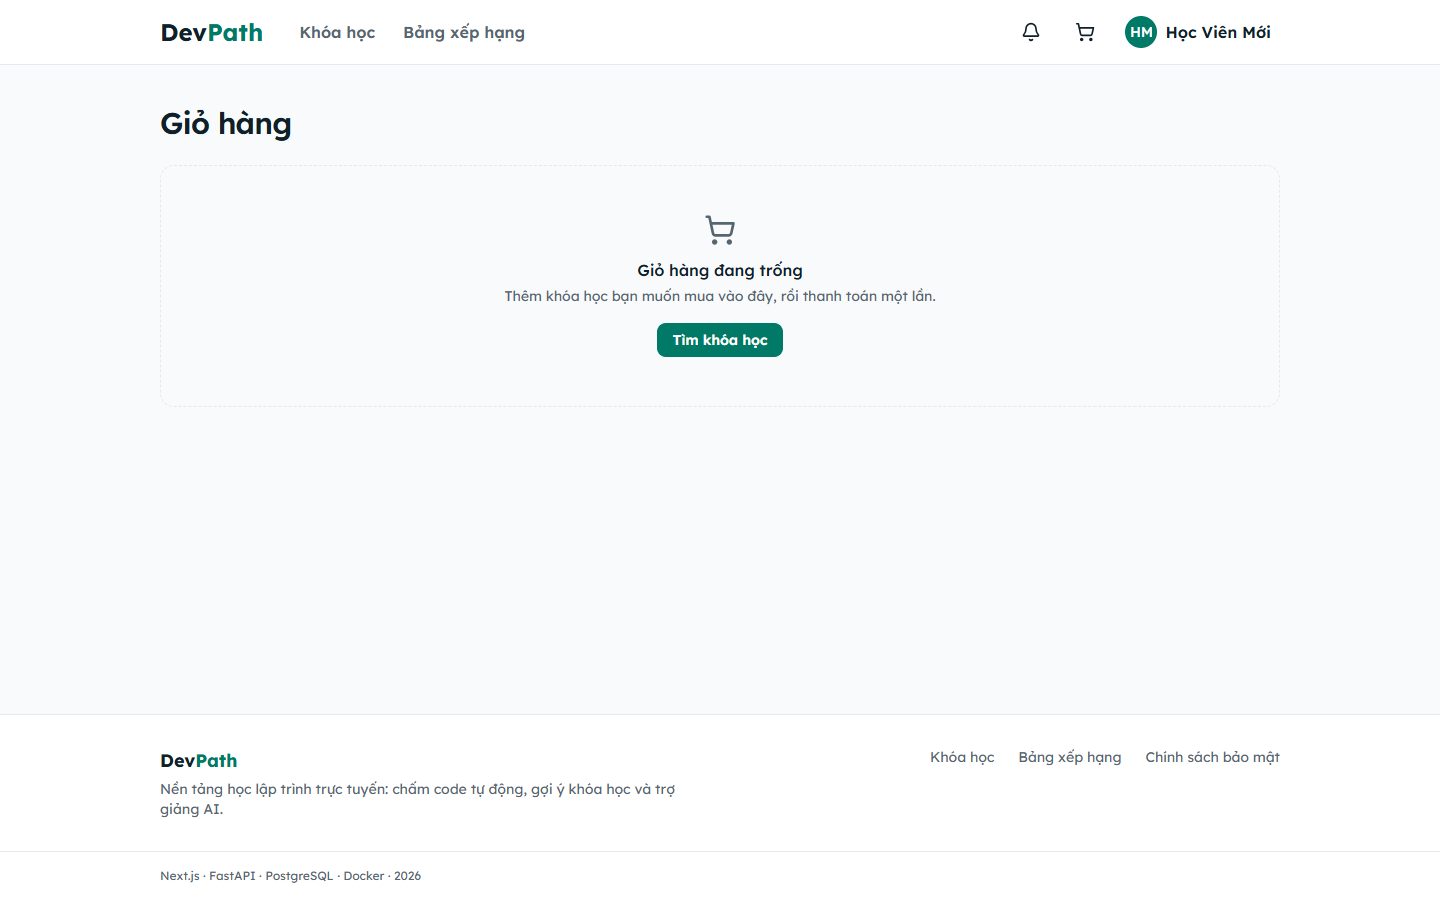 DevPath
Khóa học
Bảng xếp hạng
HM
Học Viên Mới
Giỏ hàng
Giỏ hàng đang trống
Thêm khóa học bạn muốn mua vào đây, rồi thanh toán một lần.
Tìm khóa học
DevPath
Nền tảng học lập trình trực tuyến: chấm code tự động, gợi ý khóa học và trợ
giảng AI.
Khóa học
Bảng xếp hạng
Chính sách bảo mật
Next.js · FastAPI · PostgreSQL · Docker · 2026